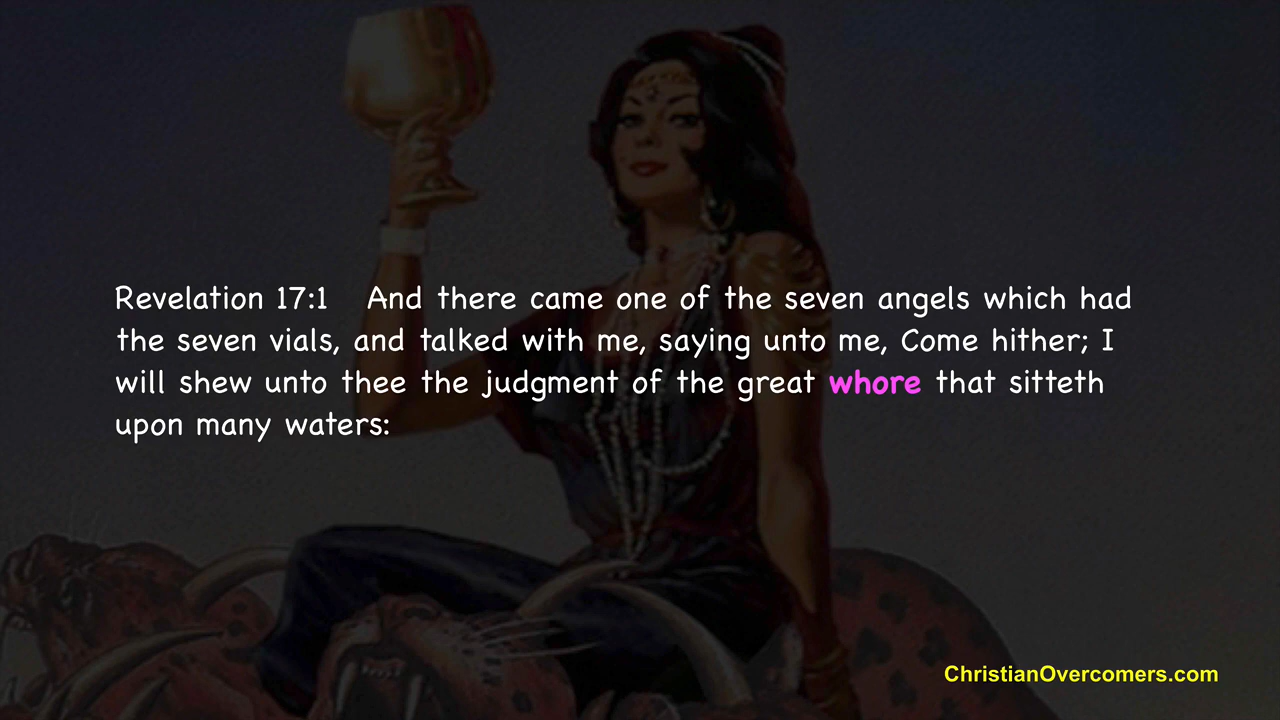 Revelation 17:1 And there came one of the seven angels which had
the seven vials, and talked with me, saying unto me, Come hither; I
will shew unto thee the judgment of the great whore that sitteth
upon many waters:
ChristianOvercomers.com